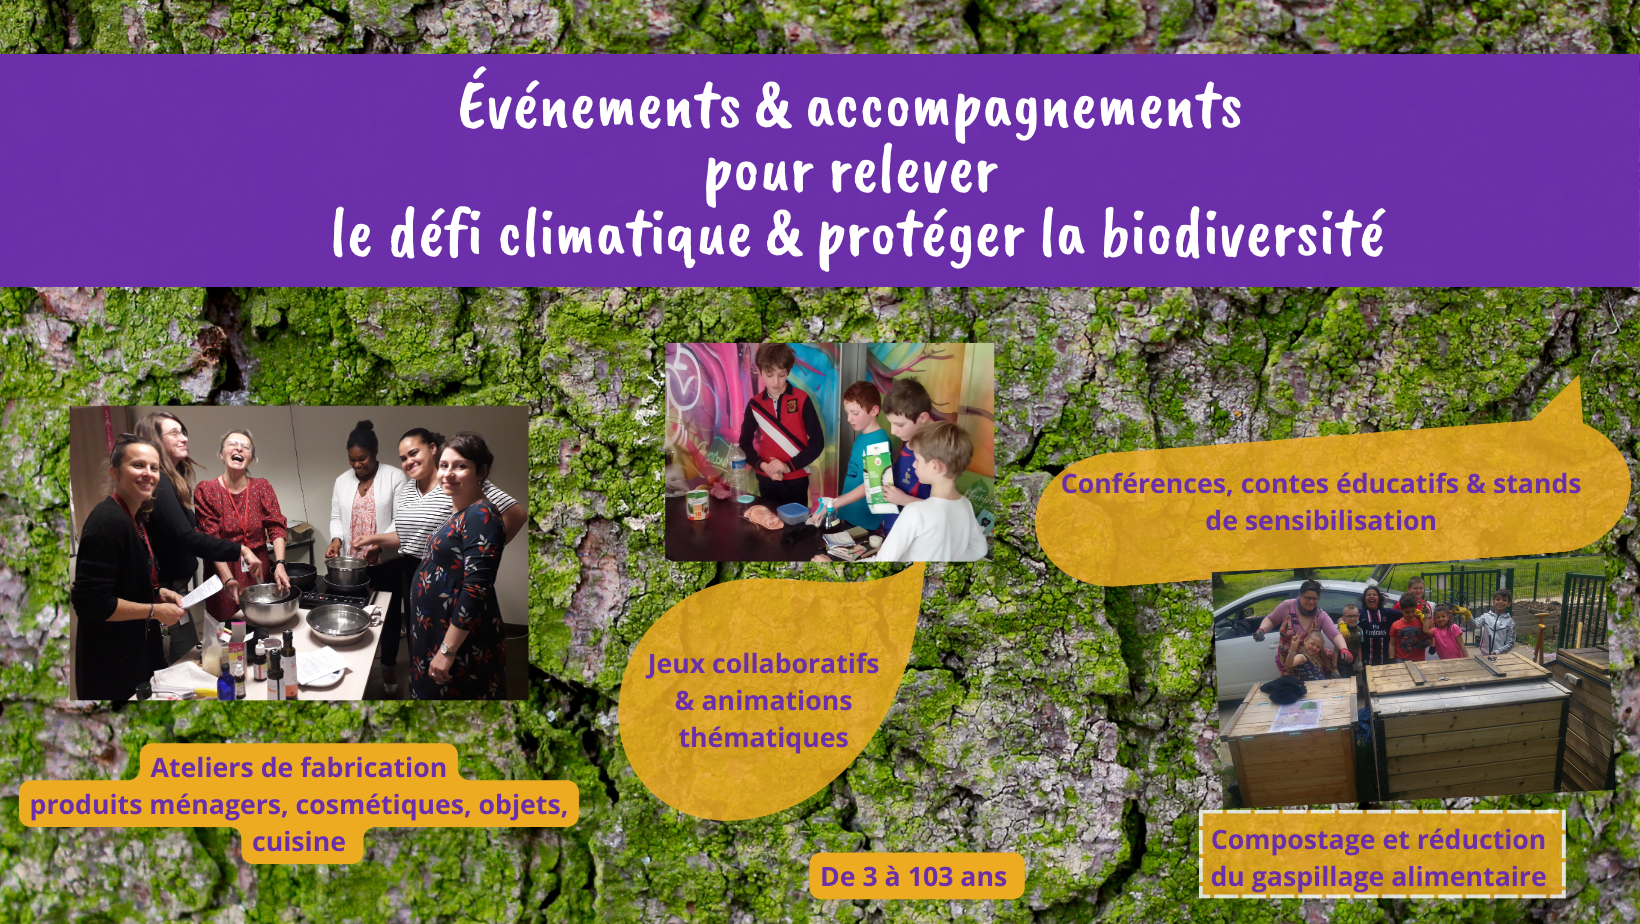 Événements & accompagnements
pour relever
le défi climatique & protéger la biodiversité
Conférences, contes éducatifs & stands
de sensibilisation
Jeux collaboratifs
& animations
thématiques
Ateliers de fabrication
produits ménagers, cosmétiques, objets,
cuisine
De 3 à 103 ans
Compostage et réduction
du gaspillage alimentaire